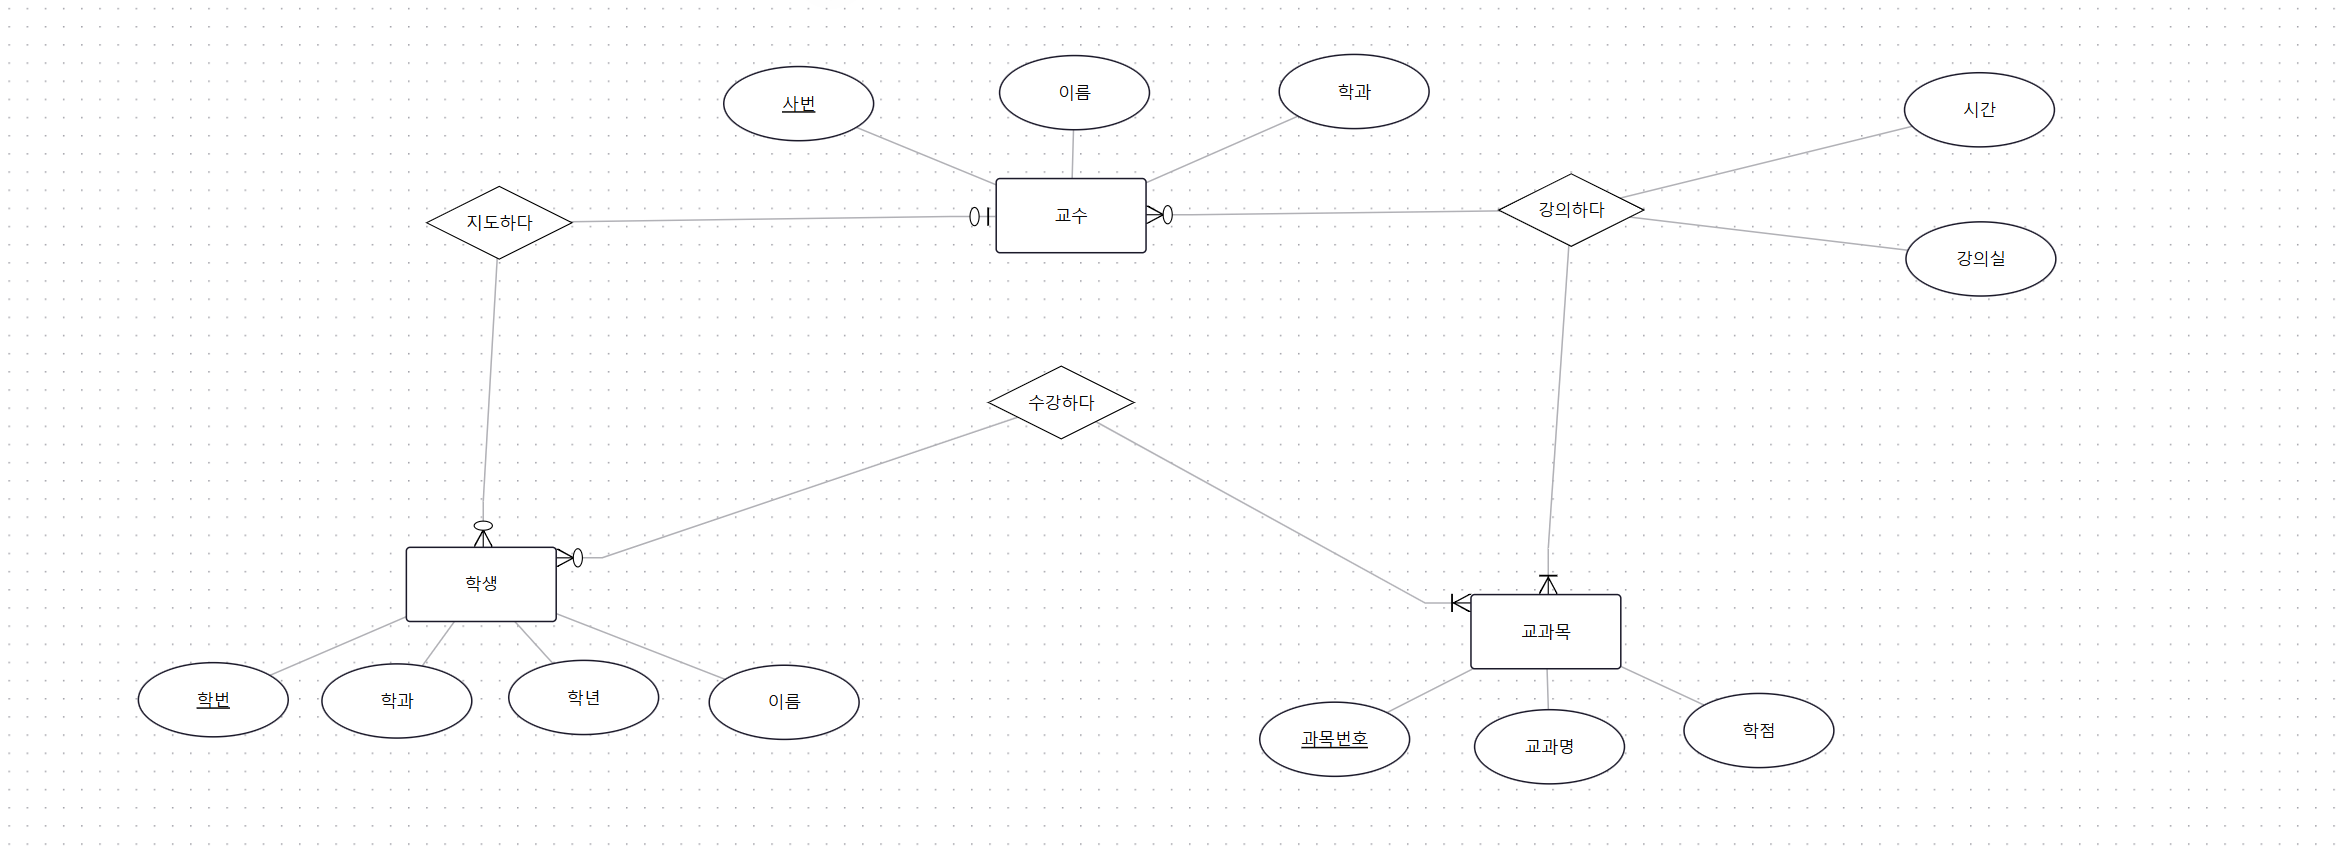 사번
이름
학과
시간
지도하다
교수
강의하다
강의실
수강하다
학생
교과목
학번
학과
학년
이름
과목번호
교과명
학점